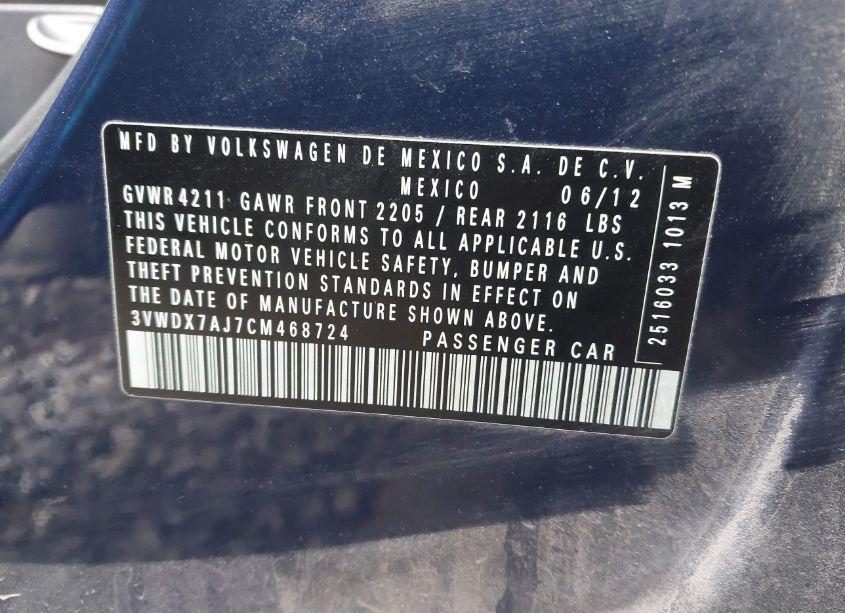 MFD BY VOLKSWAGEN DE MEXICO S.A. DE C.V.
MEXICO 06/12
GVWR 4211 GAWR FRONT 2205 / REAR 2116 LBS
THIS VEHICLE CONFORMS TO ALL APPLICABLE U.S.
FEDERAL MOTOR VEHICLE SAFETY, BUMPER AND
THEFT PREVENTION STANDARDS IN EFFECT ON
THE DATE OF MANUFACTURE SHOWN ABOVE.
3VWDX7AJ7CM468724 PASSENGER CAR
2516033 1013 M